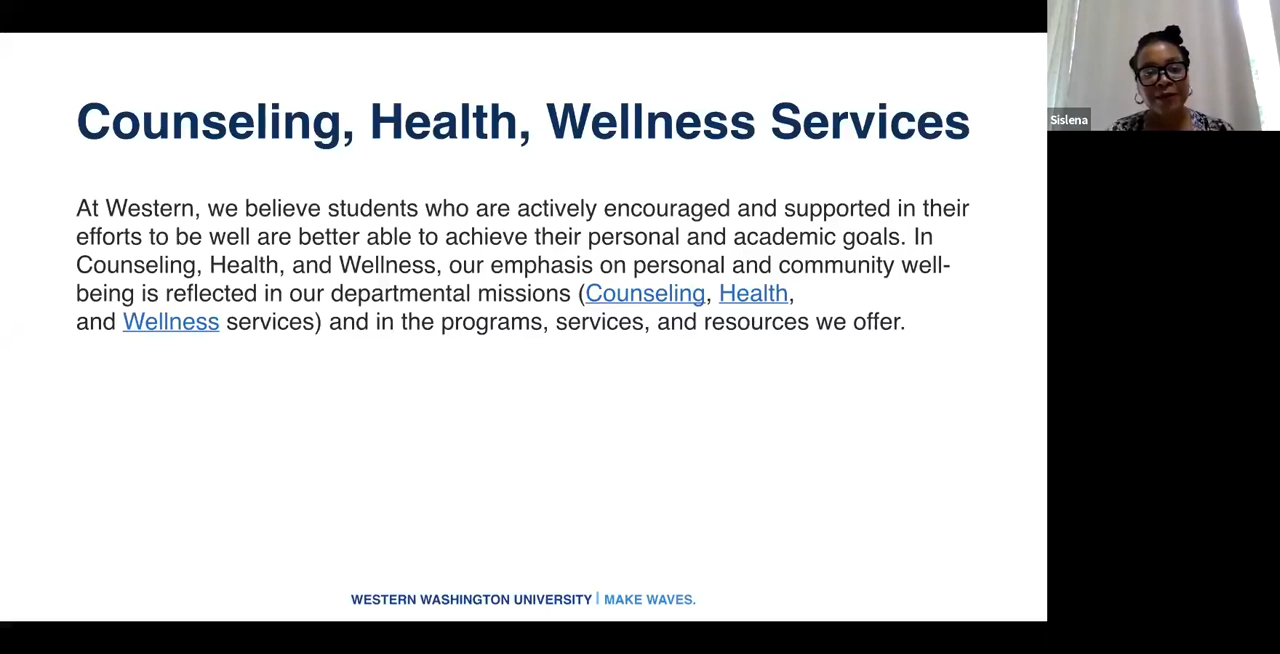 Counseling, Health, Wellness Services
At Western, we believe students who are actively encouraged and supported in their
efforts to be well are better able to achieve their personal and academic goals. In
Counseling, Health, and Wellness, our emphasis on personal and community well-
being is reflected in our departmental missions (Counseling, Health,
and Wellness services) and in the programs, services, and resources we offer.
WESTERN WASHINGTON UNIVERSITY | MAKE WAVES.
Sislena